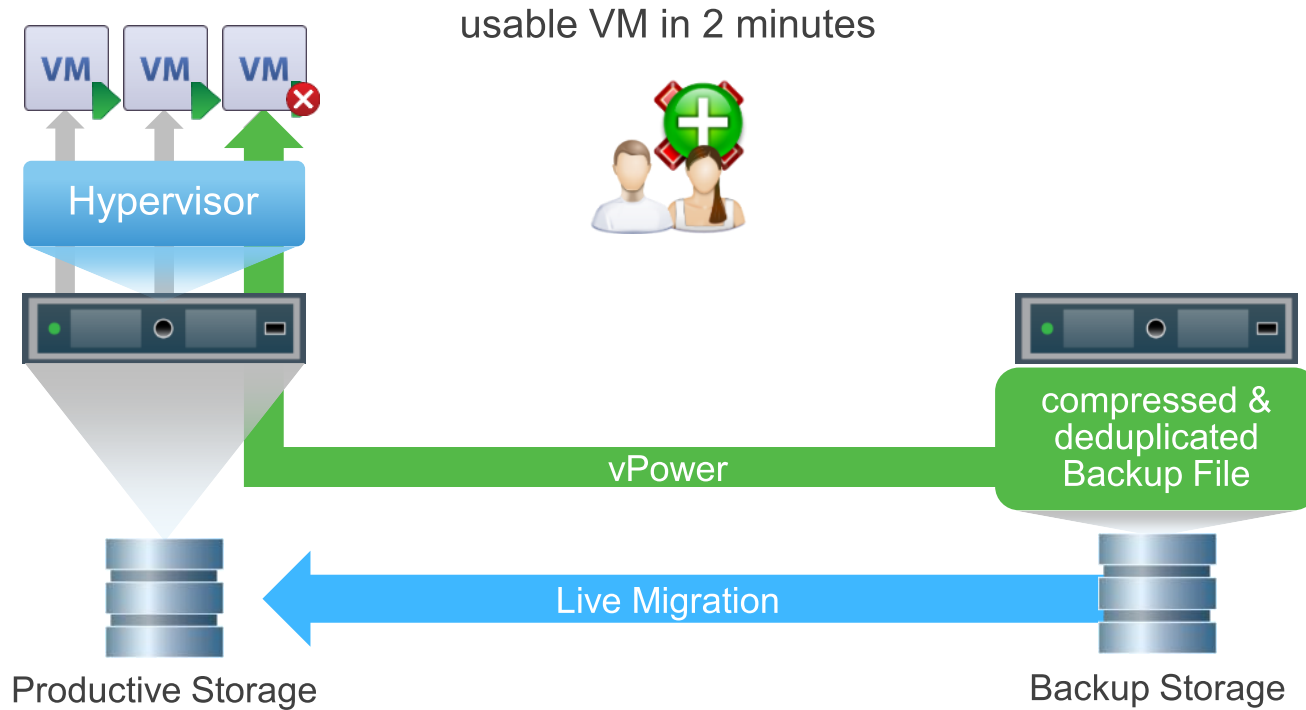 usable VM in 2 minutes
VM VM VM
Hypervisor
compressed &
deduplicated
Backup File
vPower
Live Migration
Productive Storage
Backup Storage